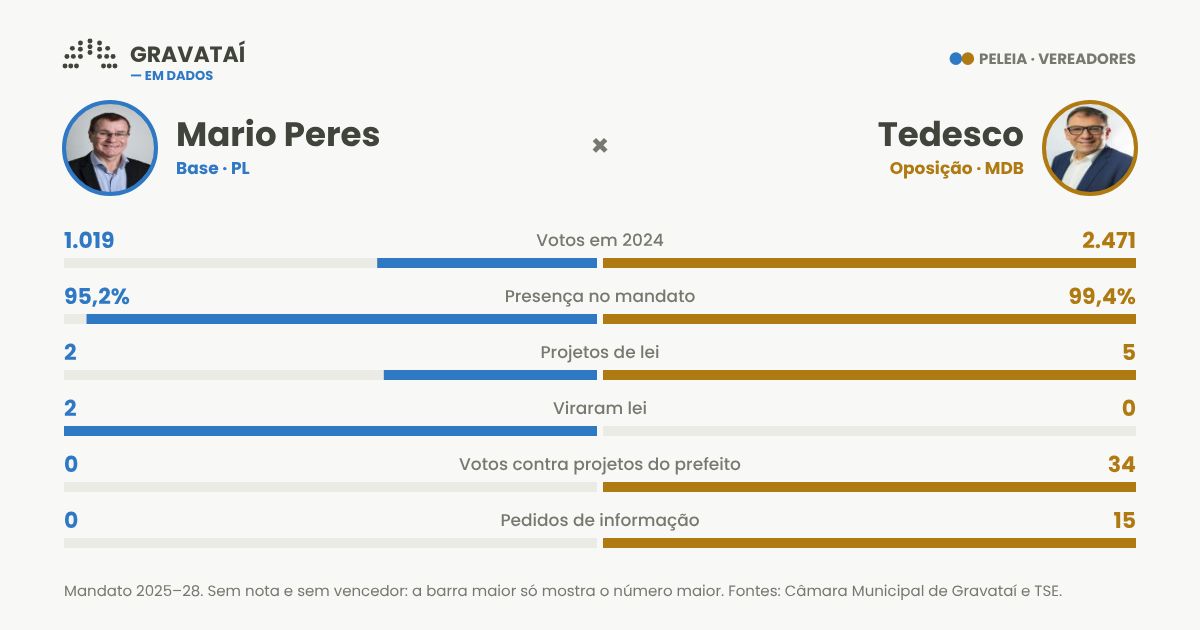 GRAVATAÍ
— EM DADOS
PELEIA · VEREADORES
Mario Peres
Base · PL
×
Tedesco
Oposição · MDB
1.019 Votos em 2024 2.471
95,2% Presença no mandato 99,4%
2 Projetos de lei 5
2 Viraram lei 0
0 Votos contra projetos do prefeito 34
0 Pedidos de informação 15
Mandato 2025–28. Sem nota e sem vencedor: a barra maior só mostra o número maior. Fontes: Câmara Municipal de Gravataí e TSE.